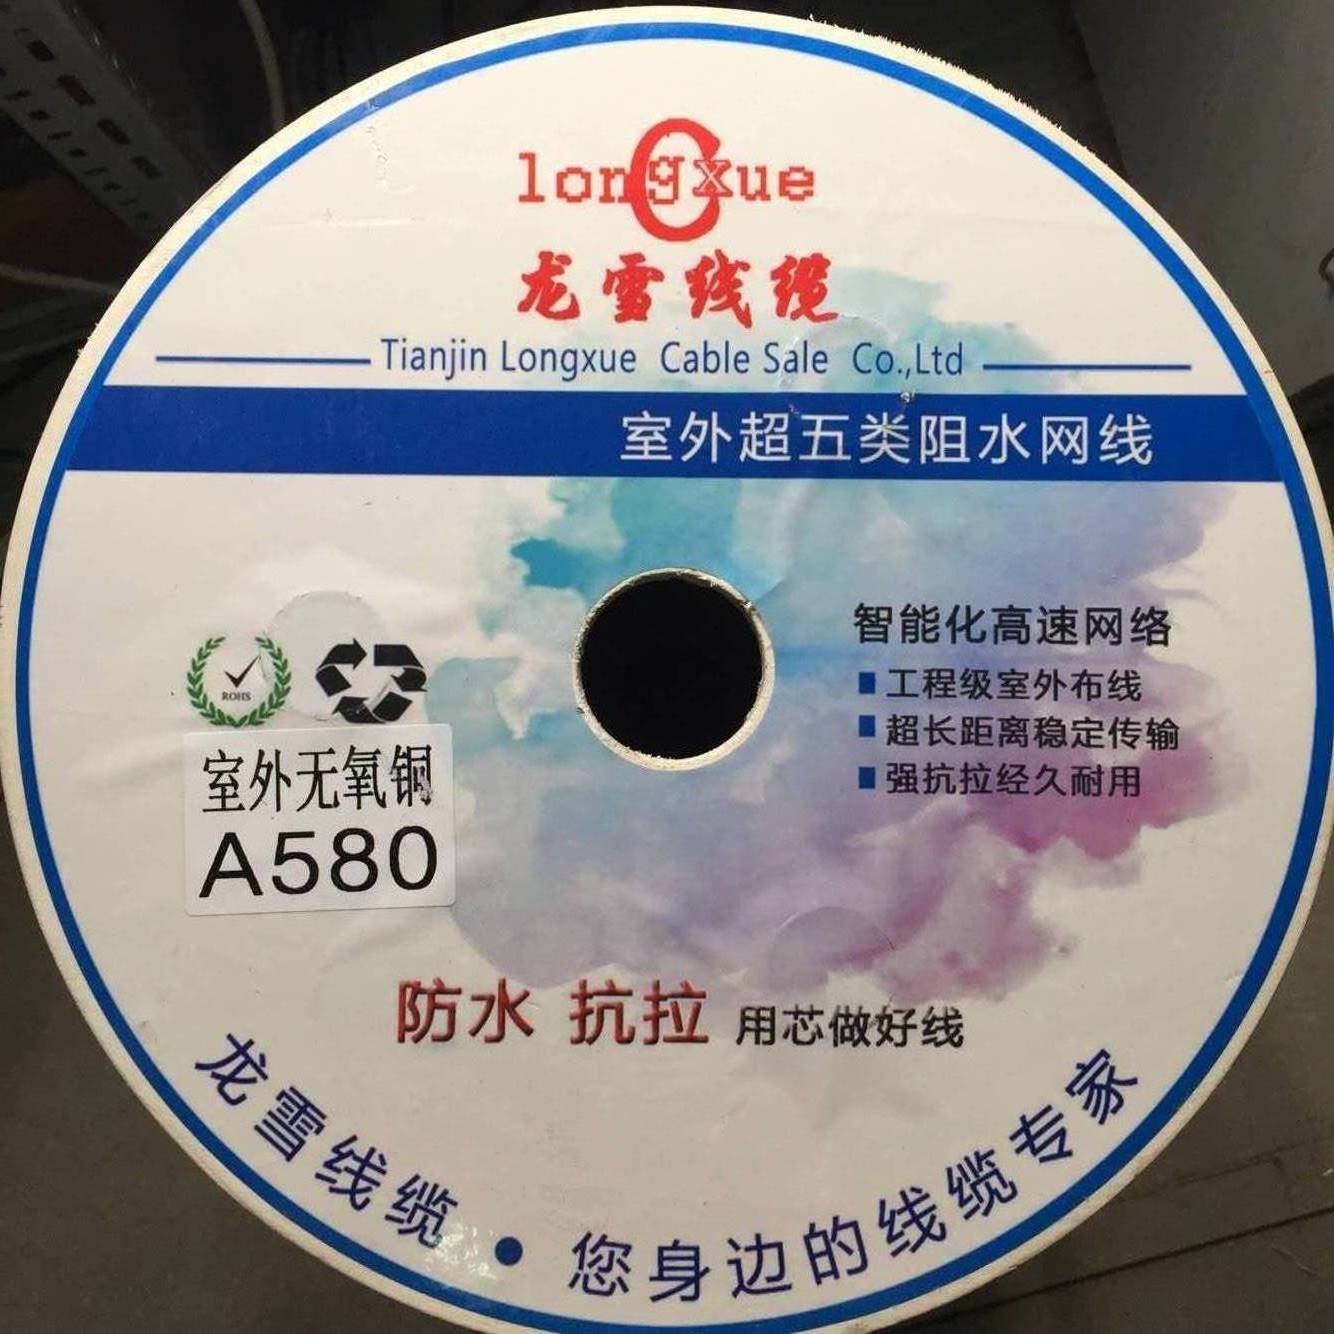 longxue
龙雪线缆
Tianjin Longxue Cable Sale Co.,Ltd
室外超五类阻水网线
智能化高速网络
工程级室外布线
超长距离稳定传输
强抗拉经久耐用
ROHS
室外无氧铜
A580
防水 抗拉 用芯做好线
龙雪线缆·您身边的线缆专家